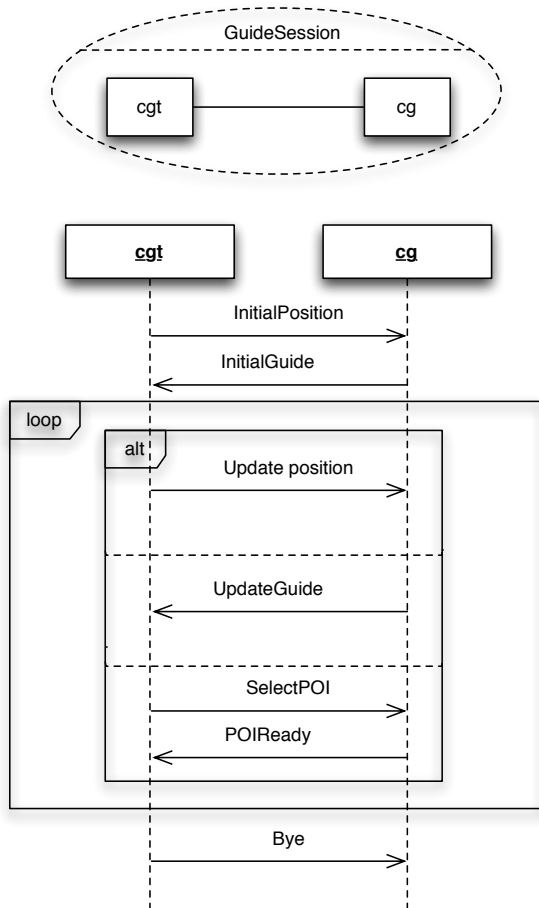 GuideSession
cgt
cg
cgt
cg
InitialPosition
InitialGuide
loop
alt
Update position
UpdateGuide
SelectPOI
POIReady
Bye